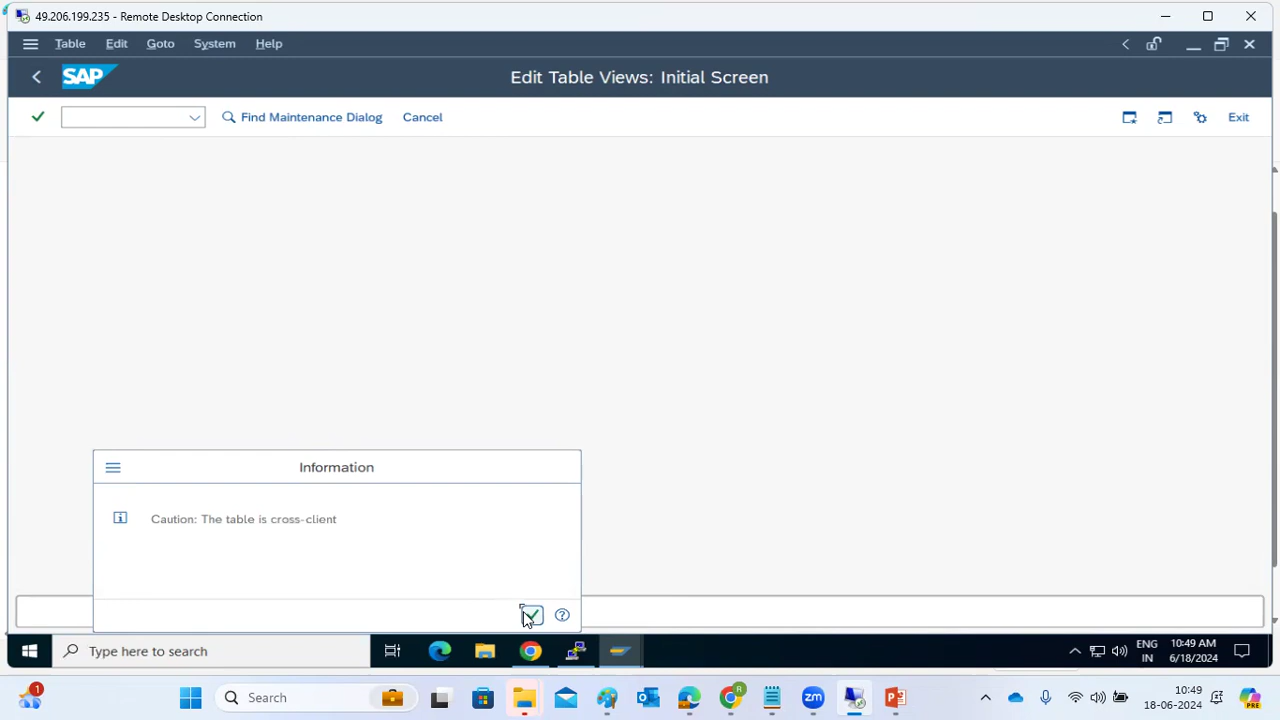 49.206.199.235 - Remote Desktop Connection
Table Edit Goto System Help
SAP Edit Table Views: Initial Screen
Find Maintenance Dialog Cancel Exit
Information
Caution: The table is cross-client
Type here to search
ENG
IN
10:49 AM
6/18/2024
1
Search
10:49
18-06-2024
PRE